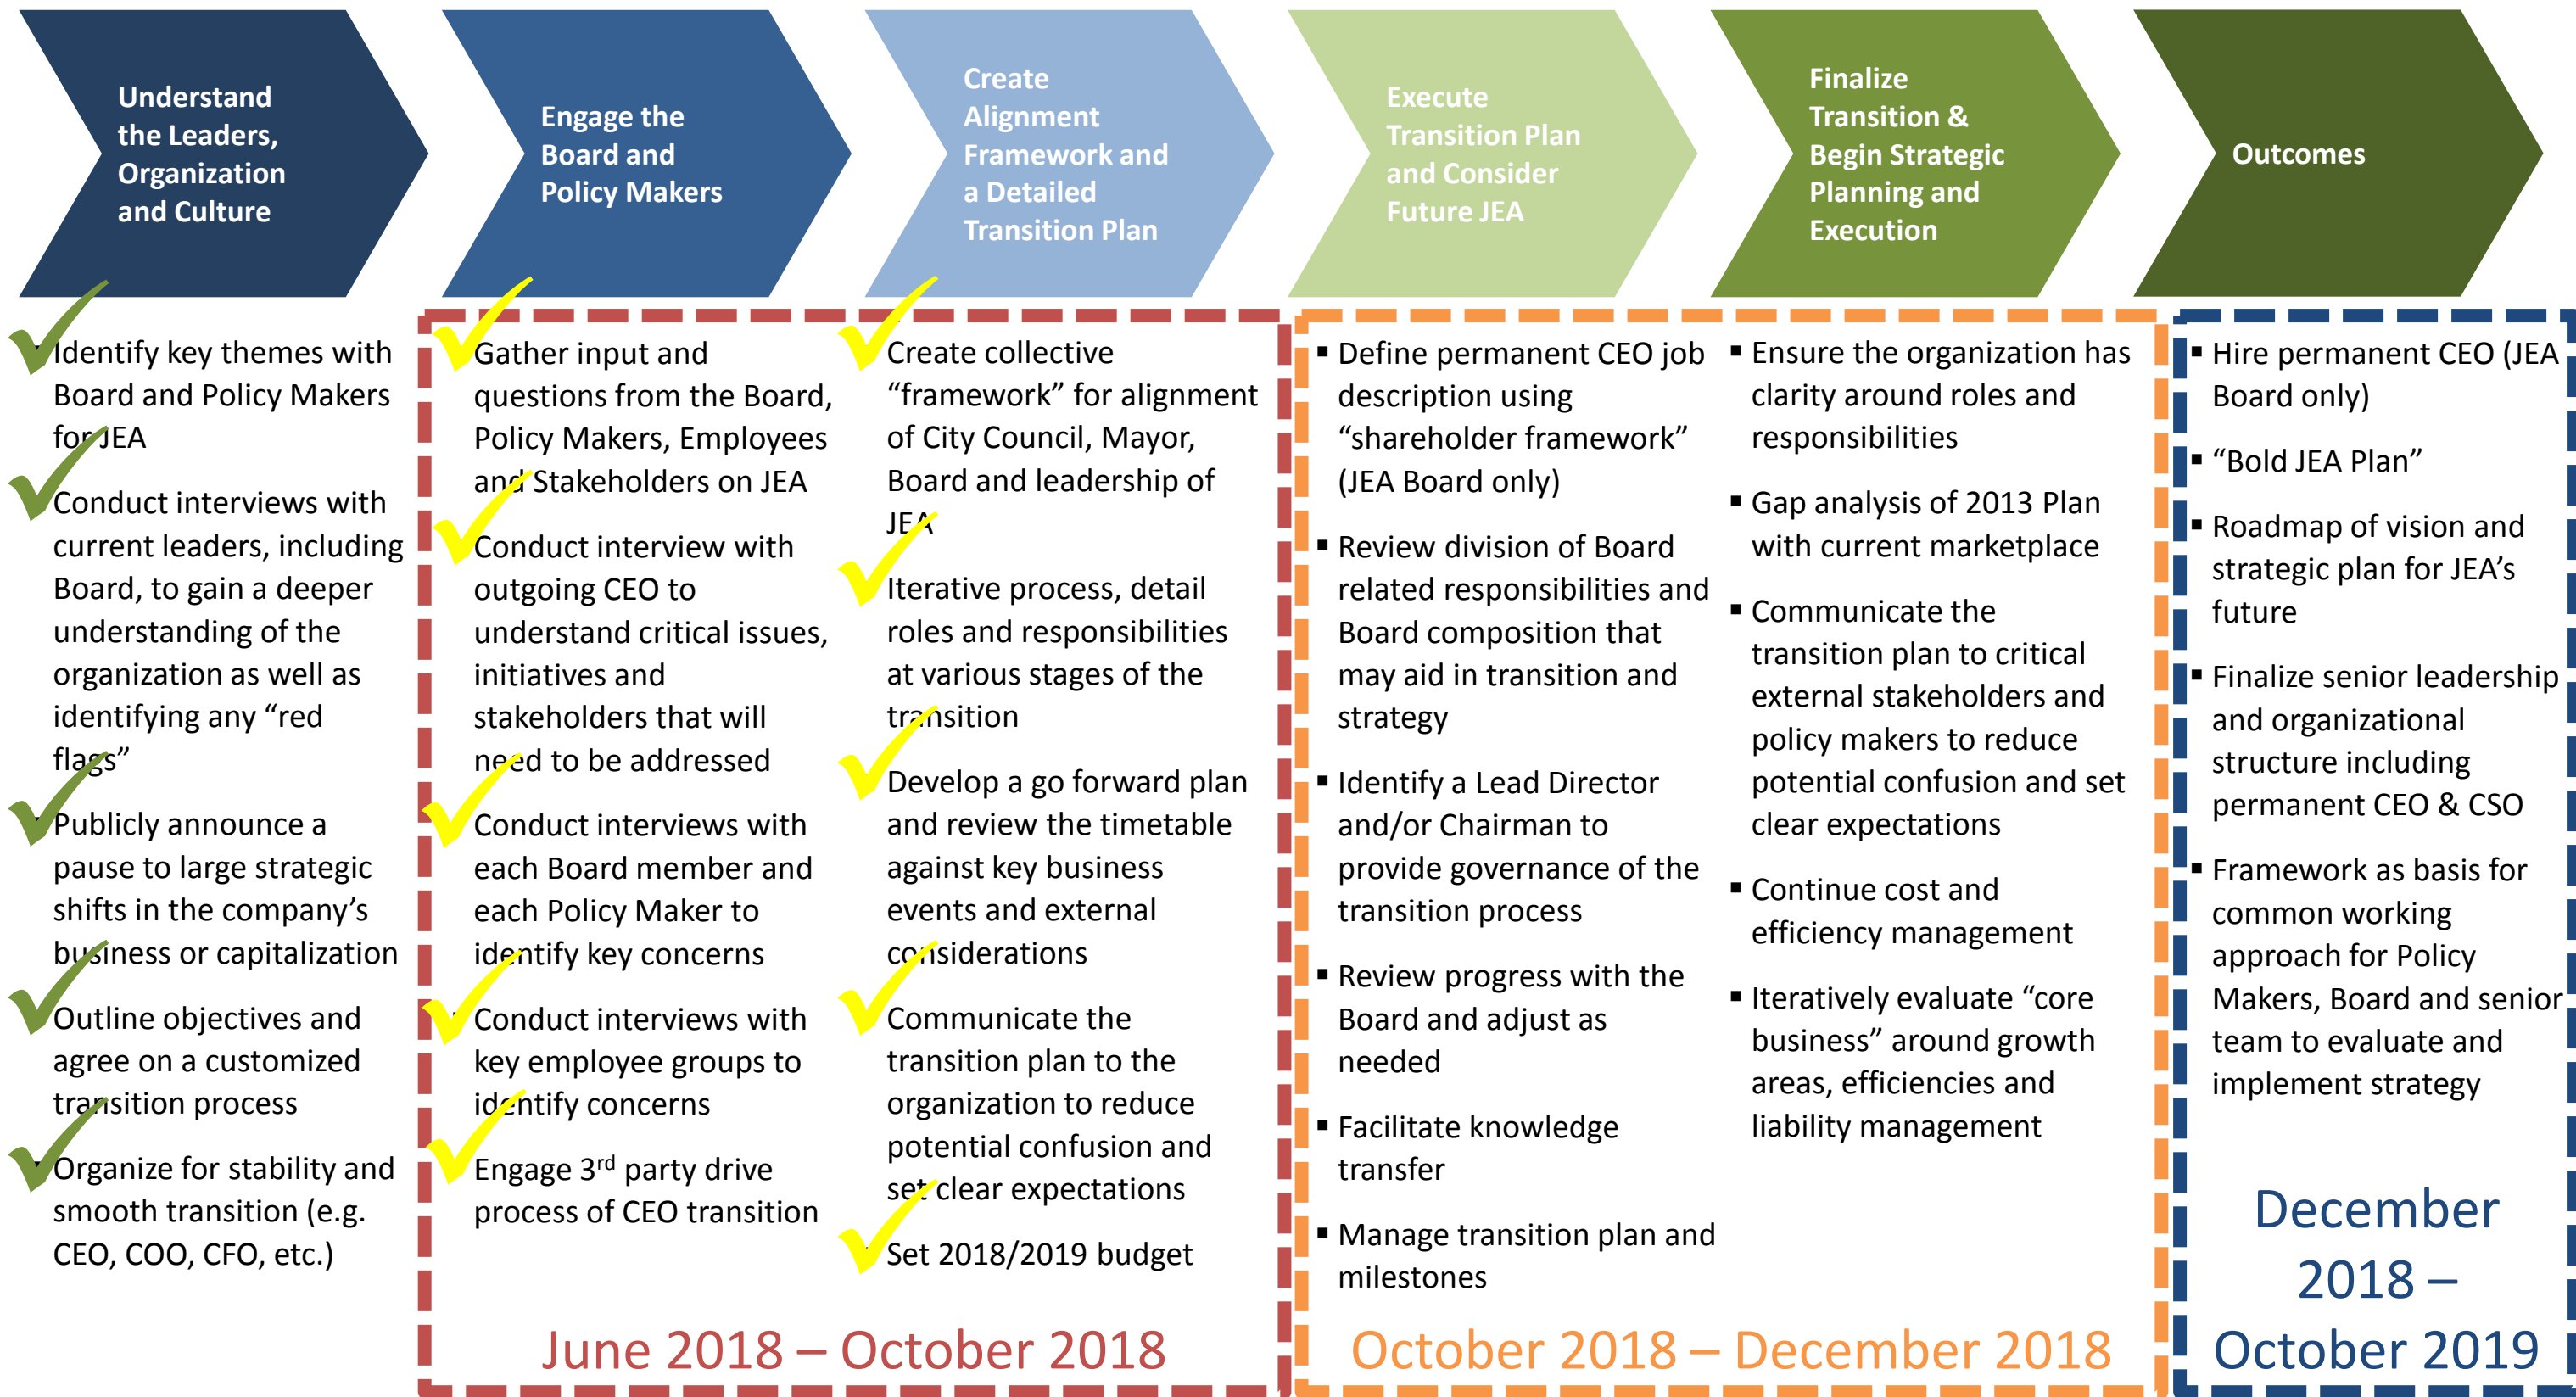 Understand
the Leaders,
Organization
and Culture
Engage the
Board and
Policy Makers
Create
Alignment
Framework and
a Detailed
Transition Plan
Execute
Transition Plan
and Consider
Future JEA
Finalize
Transition &
Begin Strategic
Planning and
Execution
Outcomes
Identify key themes with
Board and Policy Makers
for JEA
Conduct interviews with
current leaders, including
Board, to gain a deeper
understanding of the
organization as well as
identifying any “red
flags”
Publicly announce a
pause to large strategic
shifts in the company’s
business or capitalization
Outline objectives and
agree on a customized
transition process
Organize for stability and
smooth transition (e.g.
CEO, COO, CFO, etc.)
Gather input and
questions from the Board,
Policy Makers, Employees
and Stakeholders on JEA
Conduct interview with
outgoing CEO to
understand critical issues,
initiatives and
stakeholders that will
need to be addressed
Conduct interviews with
each Board member and
each Policy Maker to
identify key concerns
Conduct interviews with
key employee groups to
identify concerns
Engage 3rd party drive
process of CEO transition
Create collective
“framework” for alignment
of City Council, Mayor,
Board and leadership of
JEA
Iterative process, detail
roles and responsibilities
at various stages of the
transition
Develop a go forward plan
and review the timetable
against key business
events and external
considerations
Communicate the
transition plan to the
organization to reduce
potential confusion and
set clear expectations
Set 2018/2019 budget
June 2018 – October 2018
▪ Define permanent CEO job
description using
“shareholder framework”
(JEA Board only)
▪ Review division of Board
related responsibilities and
Board composition that
may aid in transition and
strategy
▪ Identify a Lead Director
and/or Chairman to
provide governance of the
transition process
▪ Review progress with the
Board and adjust as
needed
▪ Facilitate knowledge
transfer
▪ Manage transition plan and
milestones
▪ Ensure the organization has
clarity around roles and
responsibilities
▪ Gap analysis of 2013 Plan
with current marketplace
▪ Communicate the
transition plan to critical
external stakeholders and
policy makers to reduce
potential confusion and set
clear expectations
▪ Continue cost and
efficiency management
▪ Iteratively evaluate “core
business” around growth
areas, efficiencies and
liability management
October 2018 – December 2018
▪ Hire permanent CEO (JEA
Board only)
▪ “Bold JEA Plan”
▪ Roadmap of vision and
strategic plan for JEA’s
future
▪ Finalize senior leadership
and organizational
structure including
permanent CEO & CSO
▪ Framework as basis for
common working
approach for Policy
Makers, Board and senior
team to evaluate and
implement strategy
December
2018 –
October 2019